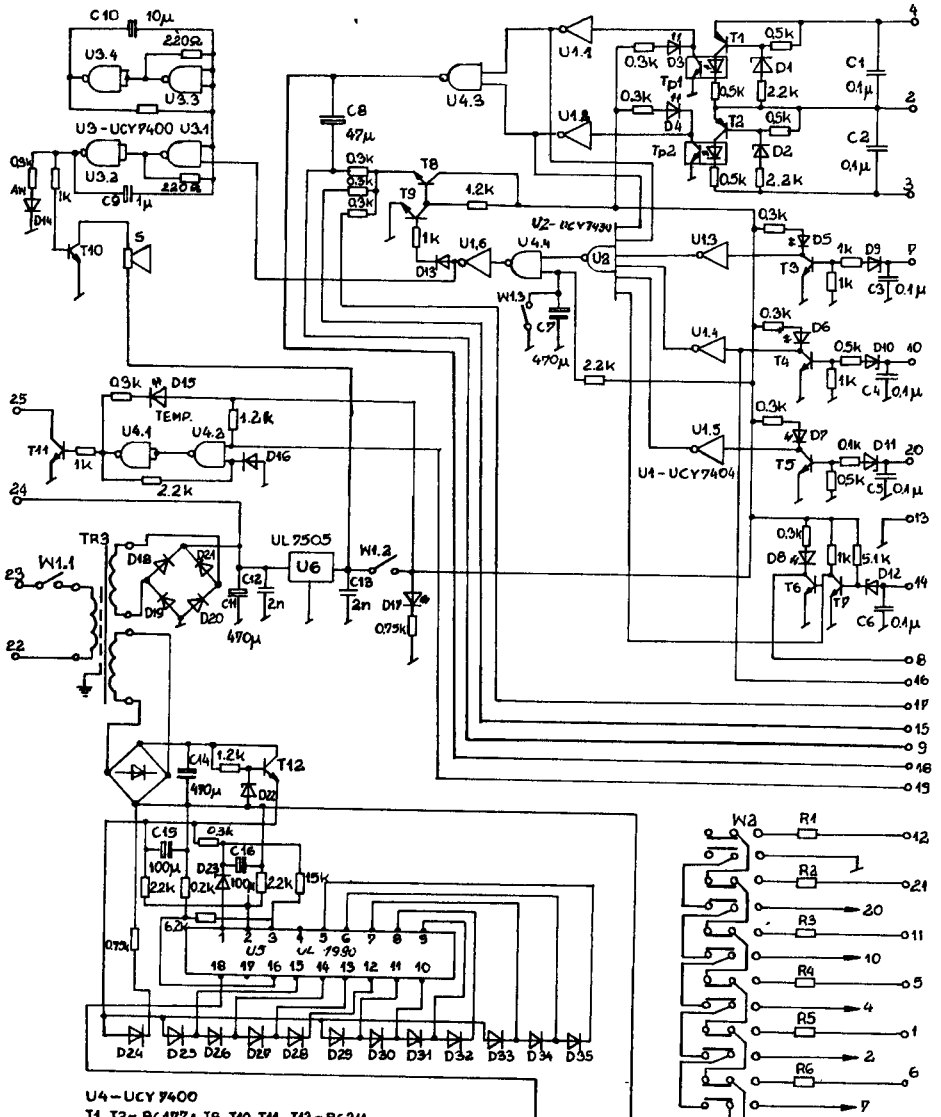 C10 10µ
220Ω
U3.4
U3.3
U3-UCY7400 U3.1
0,3k
1k
U3.2
220Ω
C9 1µ
D14
T10
S
C8
47µ
U4.3
U1.1
U1.2
0.3k
D3
Tp1
0.3k
D4
Tp2
T1
0,5k
D1
0,5k
2.2k
C1
0.1µ
T2
0,5k
D2
0,5k
2.2k
C2
0,1µ
4
2
3
0.3k
0.3k
0.3k
T8
T9
1.2k
1k
U1.6
D13
U4.4
U2-UCY7430
U2
W1.3
C7
470µ
2.2k
U1.3
U1.4
U1.5
U1-UCY7404
0.3k
D5
T3
1k
D9
1k
C3
0.1µ
7
0.3k
D6
T4
0,5k
D10
1k
C4
0,1µ
10
0.3k
D7
T5
0,1k
D11
0,5k
C5
0,1µ
20
25
0,3k
D15
TEMP.
1.2k
T11
1k
U4.1
U4.2
D16
2.2k
24
TR3
23
W1.1
22
D18
D21
D19
D20
C11
470µ
C12
2n
UL7505
U6
C13
2n
W1.2
D17
0.75k
0.3k
D8
T6
1k
T7
5.1k
D12
C6
0.1µ
13
14
8
16
17
15
9
18
19
C14
470µ
1.2k
T12
D22
C15
100µ
0.3k
C16
100µ
D23
2.2k
0.2k
2.2k
15k
6.2k
0.75k
1 2 3 4 5 6 7 8 9
U5 UL 1980
18 17 16 15 14 13 12 11 10
D24 D25 D26 D27 D28 D29 D30 D31 D32 D33 D34 D35
W2
R1
12
R2
21
20
R3
11
10
R4
5
4
R5
1
2
R6
6
7
U4-UCY7400